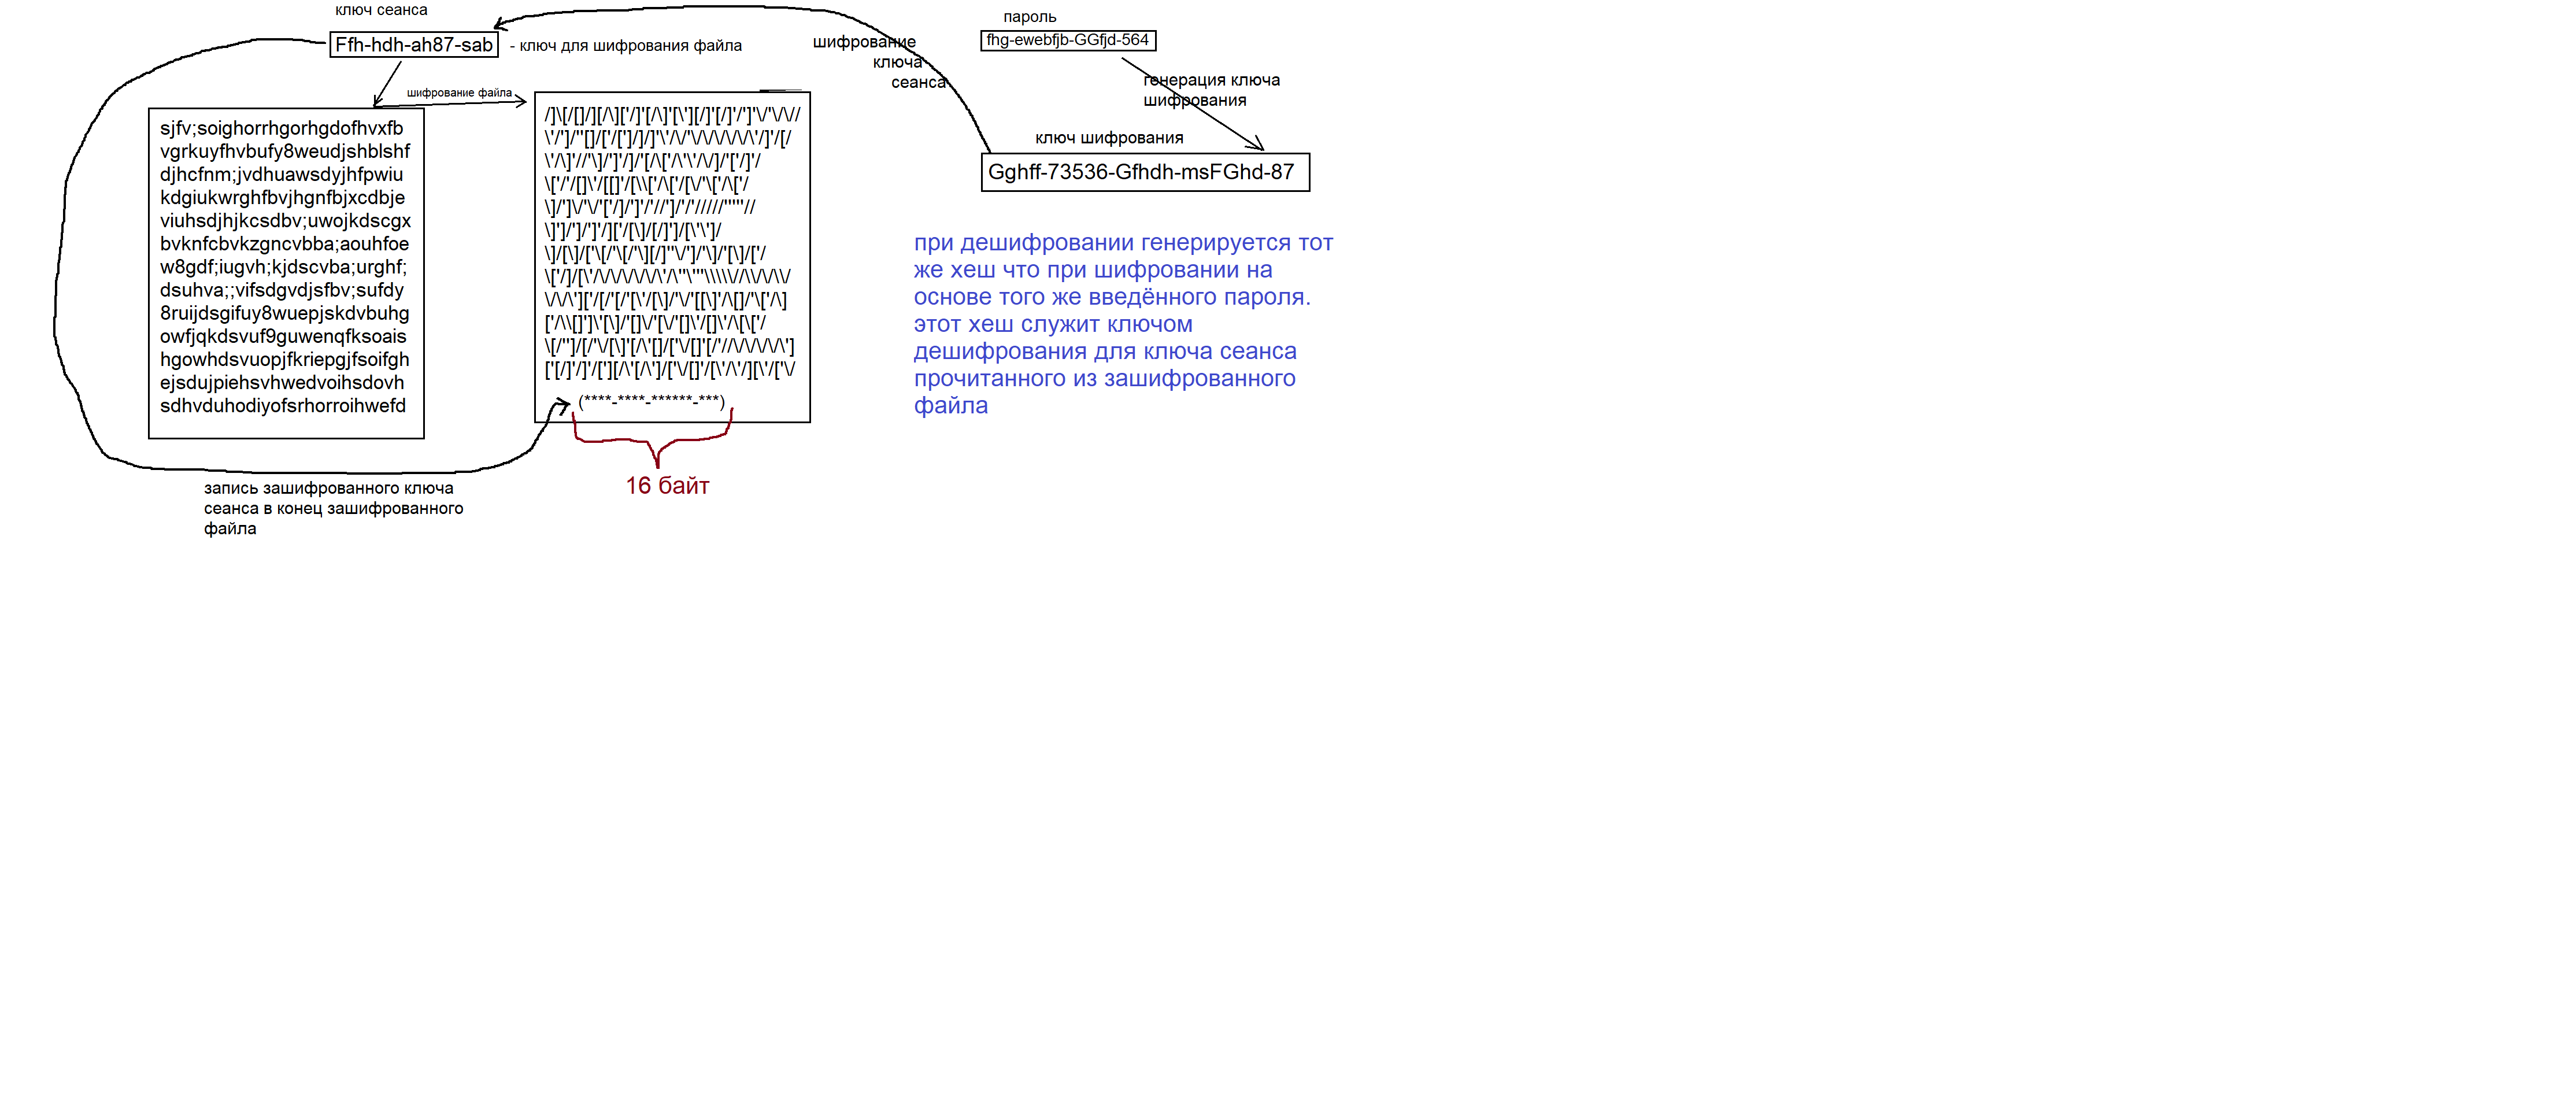 ключ сеанса
Ffh-hdh-ah87-sab
- ключ для шифрования файла
шифрование
ключа
сеанса
пароль
fhg-ewebfjb-GGfjd-564
генерация ключа
шифрования
ключ шифрования
Gghff-73536-Gfhdh-msFGhd-87
шифрование файла
sjfv;soighorrhgorhgdofhvxfb
vgrkuyfhvbufy8weudjshblshf
djhcfnm;jvdhuawsdyjhfpwiu
kdgiukwrghfbvjhgnfbjxcdbje
viuhsdjhjkcsdbv;uwojkdscgx
bvknfcbvkzgncvbba;aouhfoe
w8gdf;iugvh;kjdscvba;urghf;
dsuhva;;vifsdgvdjsfbv;sufdy
8ruijdsgifuy8wuepjskdvbuhg
owfjqkdsvuf9guwenqfksoais
hgowhdsvuopjfkriepgjfsoifgh
ejsdujpiehsvhwedvoihsdovh
sdhvduhodiyofsrhorroihwefd
/]\[/[]/][/\]['/]'[/\]'[\'][/]'[/]'/']'\/'\/\//
\'/']/''[]/['/[']/]/]'\'/\/'\/\/\/\/\/\'/]'/[/
\'/\]'//'\]/']'/]/'[/\['/\'\'/\/]/'['/]'/
\['/'/[]\'/[[]'/[\\['/\['/[\/'\['/\['/
\]/']\/'\/'['/]/']'/'//']/'/'/////'''''//
\]']/']/']'/]['/[\]/[/]']/[\'\']/
\]/[\]/['\[/'\[/'\][/]''\/']/'\]/'[\]/['/
\['/]/[\'/\/\/\/\/\/\'/\''\'''\\\\\//\\/\/\\/
\/\/\']['/[/'[/'[\'/[\]/'\/'[[\]'/\[]/'\['/\]
['/\\[]']\'[\]/'[]\/'[\/'[]\'/[]\'/\[\['/
\[/'']/[/'\/[\]'[/\'[]/['\/[]'[/'//\/\/\/\/\']
['[/]'/]'/['][/\'[/\']/['\/[]'/[\'/\'/][\'/['\/
(****-****-******-***)
16 байт
запись зашифрованного ключа
сеанса в конец зашифрованного
файла
при дешифровании генерируется тот
же хеш что при шифровании на
основе того же введённого пароля.
этот хеш служит ключом
дешифрования для ключа сеанса
прочитанного из зашифрованного
файла